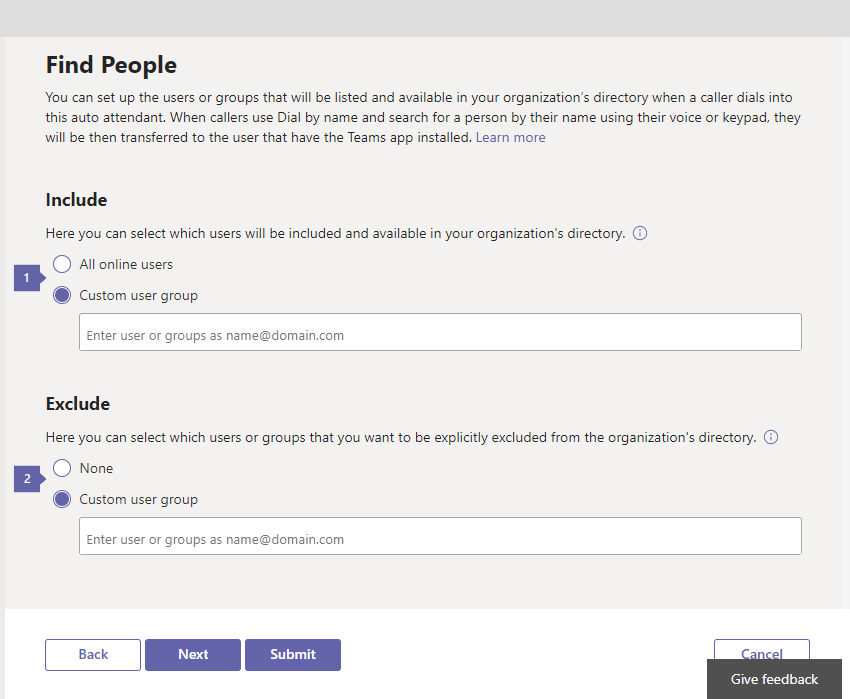 Find People
You can set up the users or groups that will be listed and available in your organization's directory when a caller dials into
this auto attendant. When callers use Dial by name and search for a person by their name using their voice or keypad, they
will be then transferred to the user that have the Teams app installed. Learn more
Include
Here you can select which users will be included and available in your organization's directory.
All online users
1
Custom user group
Enter user or groups as name@domain.com
Exclude
Here you can select which users or groups that you want to be explicitly excluded from the organization's directory.
None
2
Custom user group
Enter user or groups as name@domain.com
Back Next Submit Cancel
Give feedback